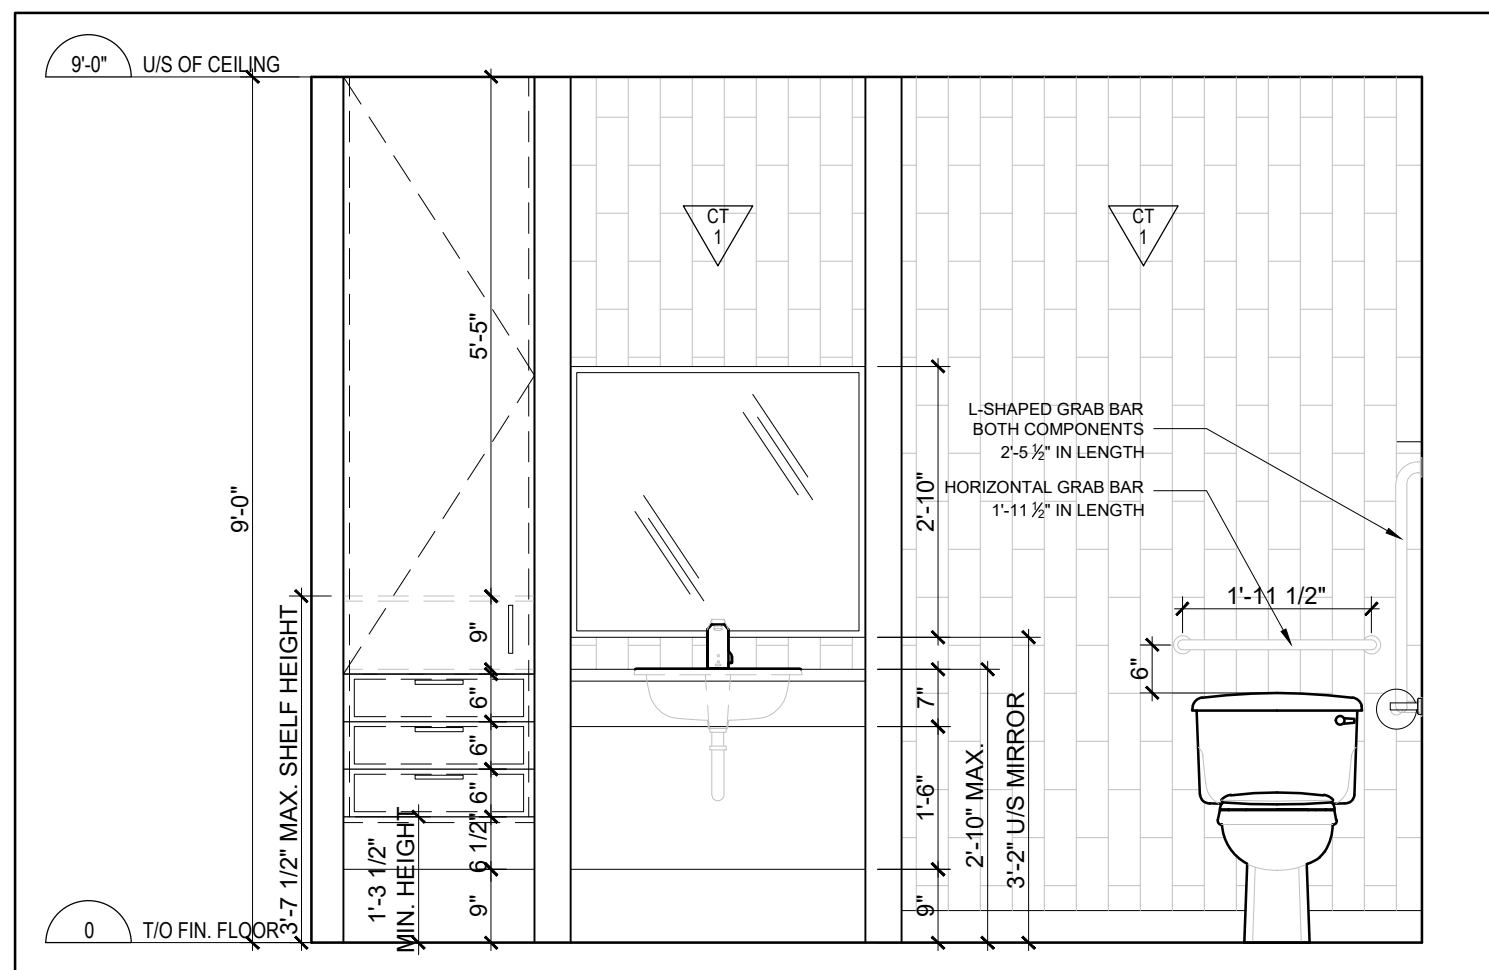 9'-0" U/S OF CEILING
CT
1
CT
1
5'-5"
9'-0"
L-SHAPED GRAB BAR
BOTH COMPONENTS
2'-5 ½" IN LENGTH
HORIZONTAL GRAB BAR
1'-11 ½" IN LENGTH
2'-10"
1'-11 1/2"
6"
9"
6"
6"
6"
6 1/2"
9"
3'-7 1/2" MAX. SHELF HEIGHT
1'-3 1/2"
MIN. HEIGHT
7"
1'-6"
9"
2'-10" MAX.
3'-2" U/S MIRROR
0 T/O FIN. FLOOR